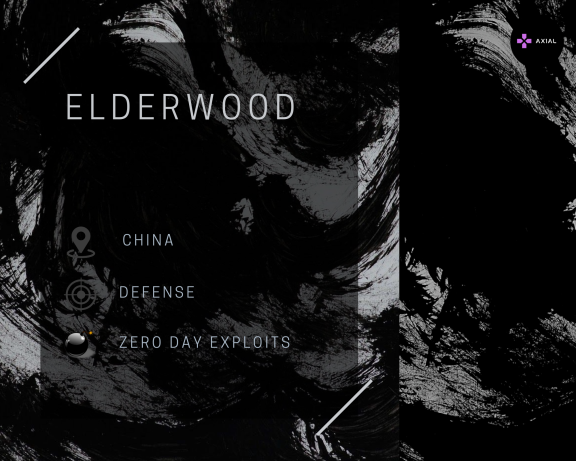 AXIAL
ELDERWOOD
CHINA
DEFENSE
ZERO DAY EXPLOITS